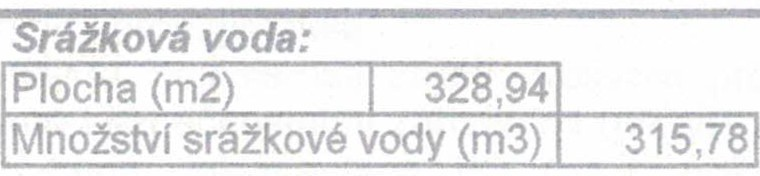 Srážková voda:
Plocha (m2) 328,94
Množství srážkové vody (m3) 315,78